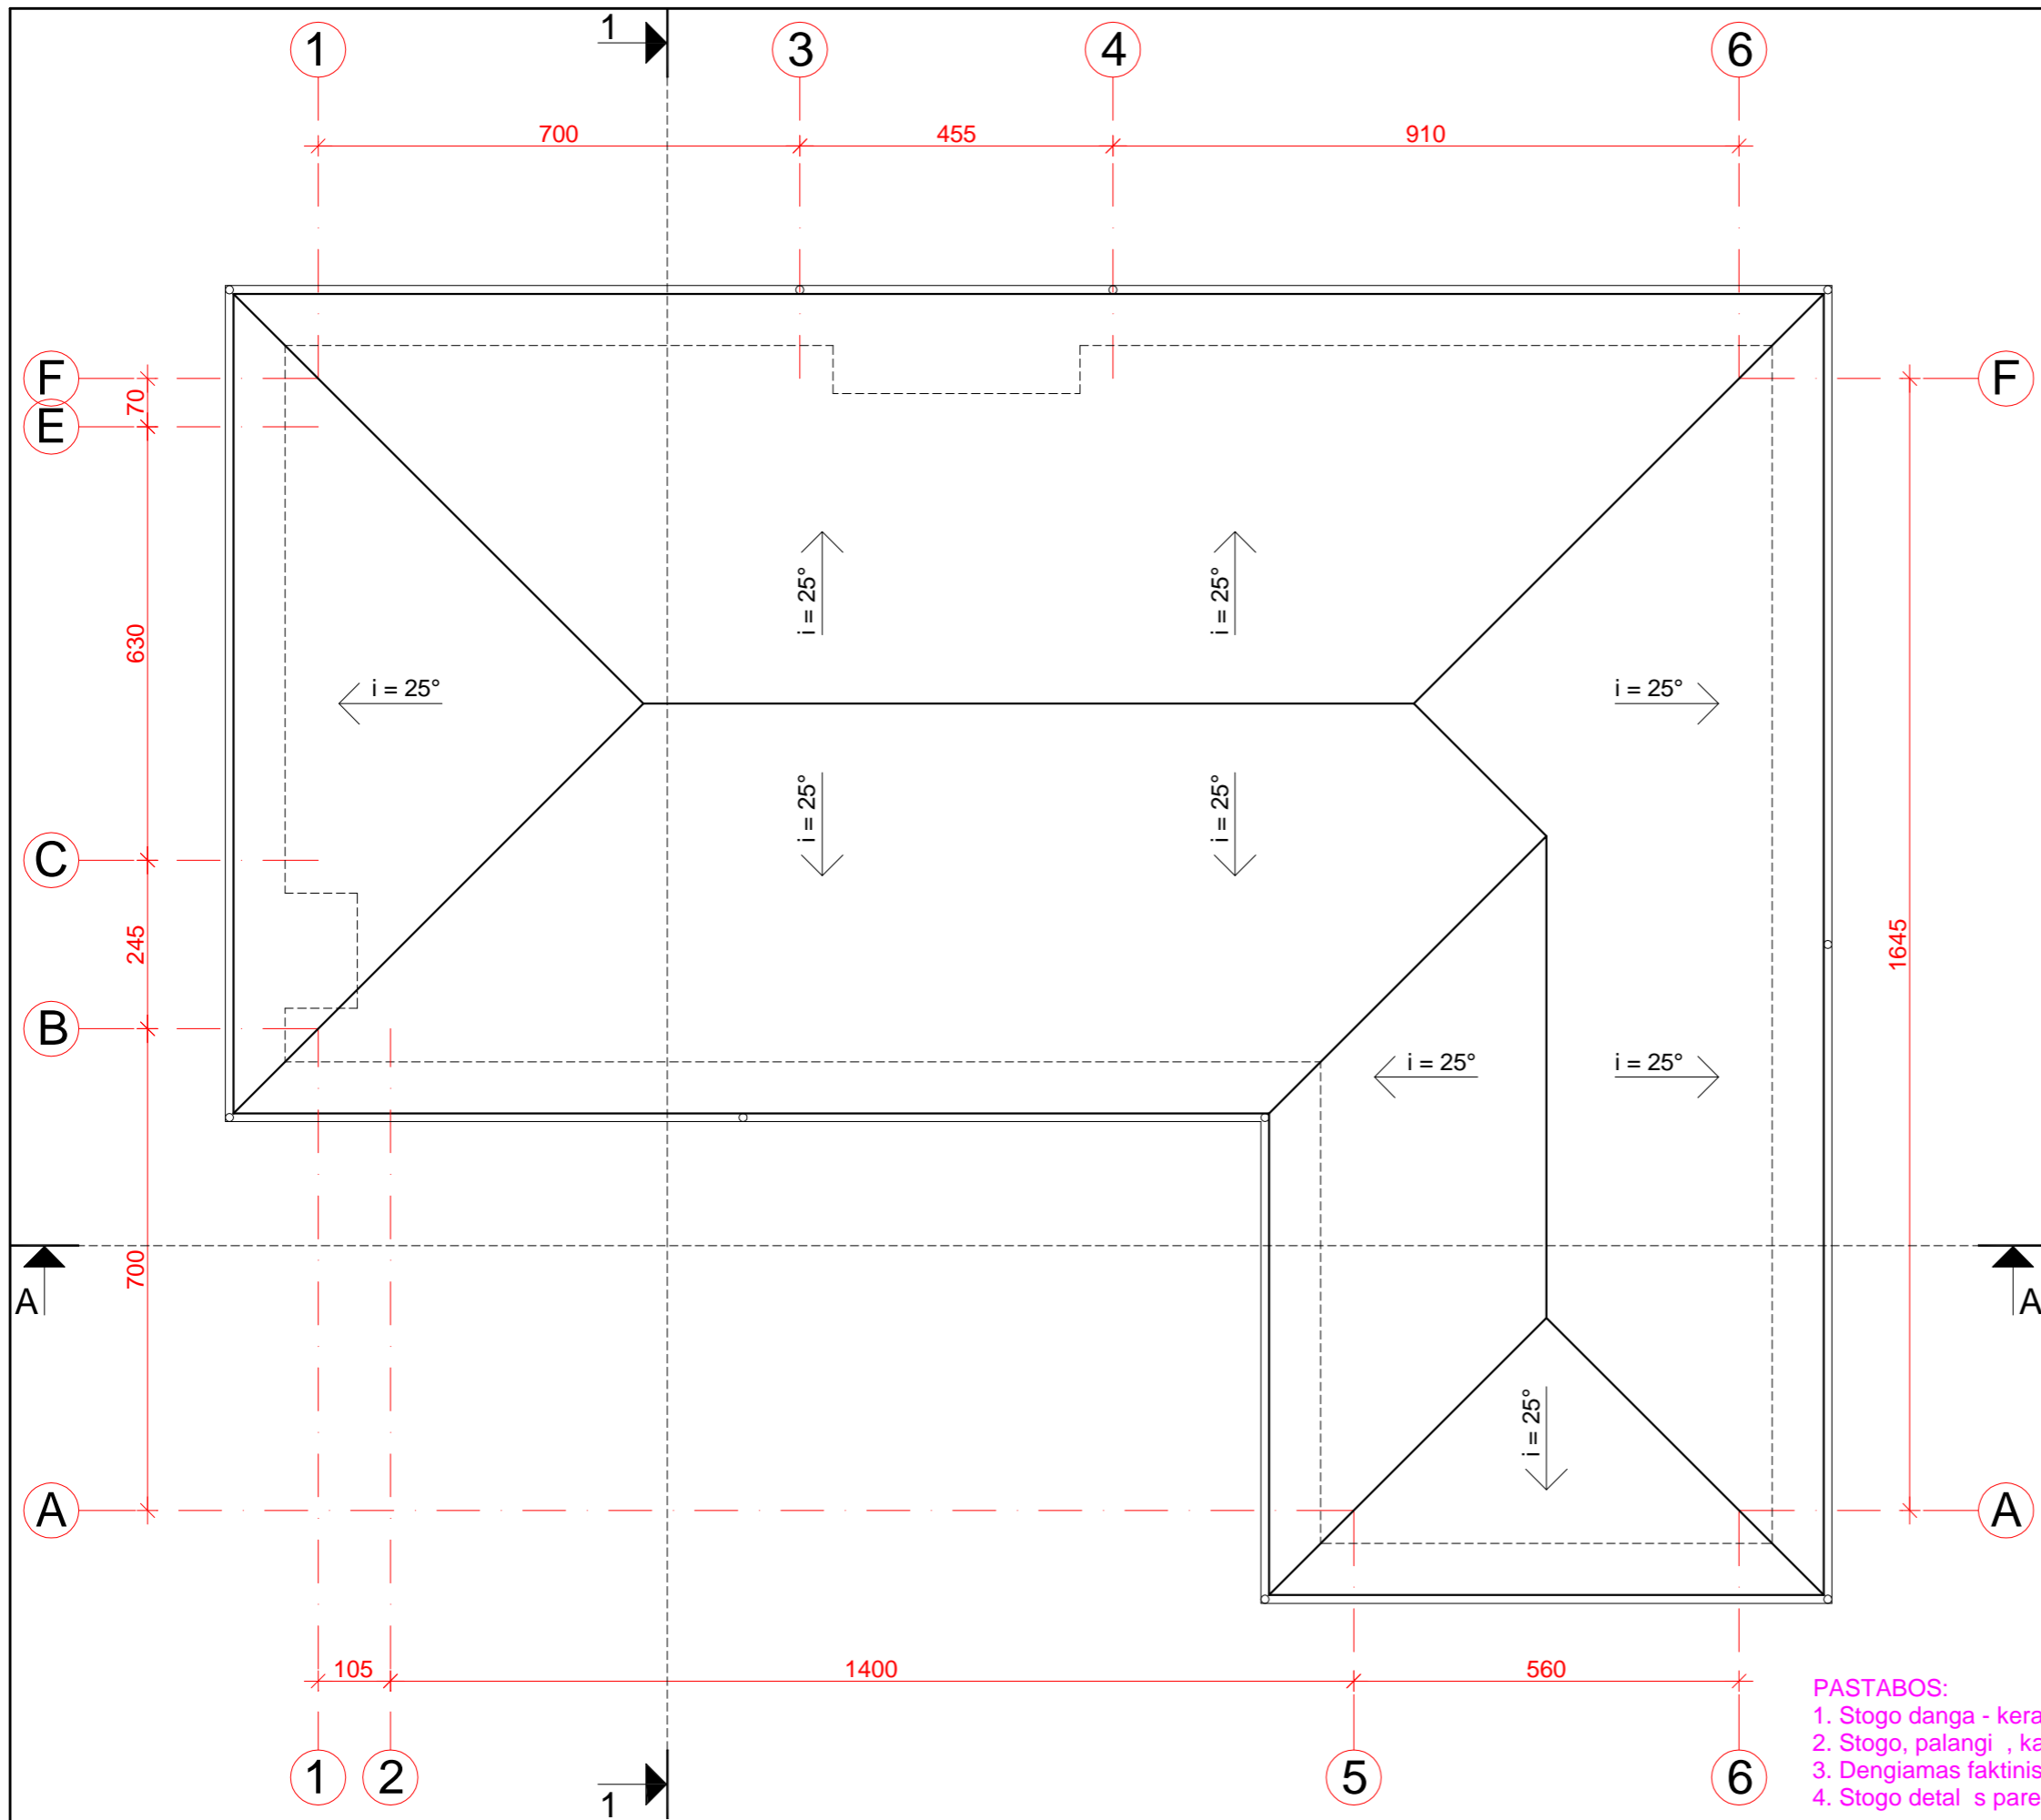 1
1
3
4
6
700
455
910
F
F
70
E
i = 25°
i = 25°
630
i = 25°
i = 25°
i = 25°
i = 25°
C
245
1645
B
i = 25°
i = 25°
700
A
A
i = 25°
A
A
105
1400
560
PASTABOS:
1. Stogo danga -
2. Stogo, palangi ,
3. Dengiamas faktinis
4. Stogo detal s
1
2
5
6
1